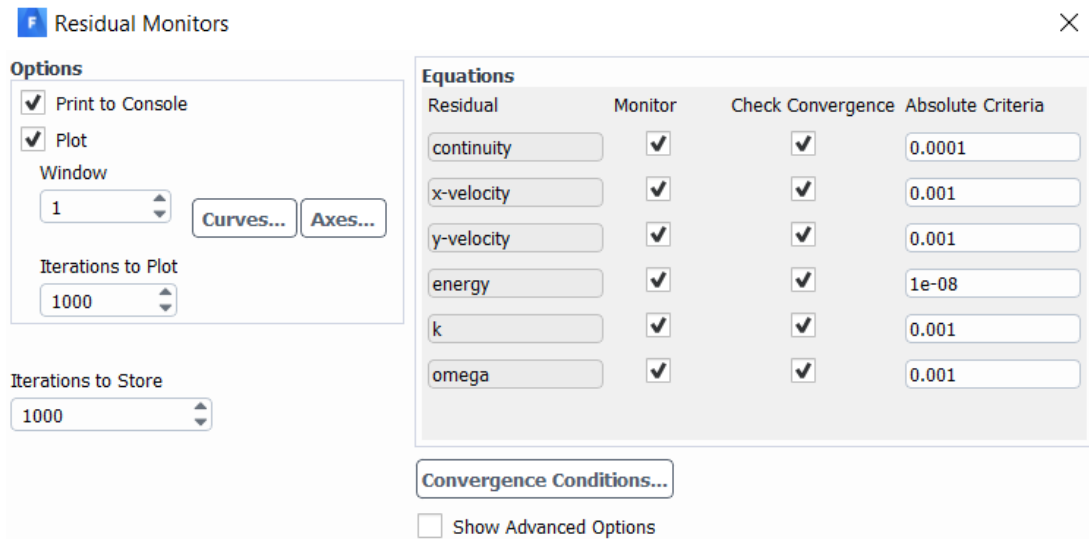 F Residual Monitors
Options
Print to Console
Plot
Window
1
Curves... Axes...
Iterations to Plot
1000
Iterations to Store
1000
Equations
Residual Monitor Check Convergence Absolute Criteria
continuity 0.0001
x-velocity 0.001
y-velocity 0.001
energy 1e-08
k 0.001
omega 0.001
Convergence Conditions...
Show Advanced Options